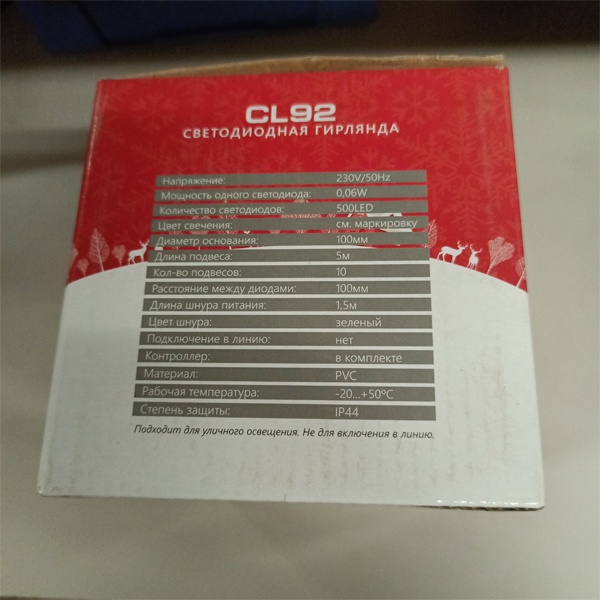 CL92
СВЕТОДИОДНАЯ ГИРЛЯНДА
Напряжение: 230V/50Hz
Мощность одного светодиода: 0,06W
Количество светодиодов: 500LED
Цвет свечения: см. маркировку
Диаметр основания: 100мм
Длина подвеса: 5м
Кол-во подвесов: 10
Расстояние между диодами: 100мм
Длина шнура питания: 1,5м
Цвет шнура: зеленый
Подключение в линию: нет
Контроллер: в комплекте
Материал: PVC
Рабочая температура: -20...+50ºC
Степень защиты: IP44
Подходит для уличного освещения. Не для включения в линию.